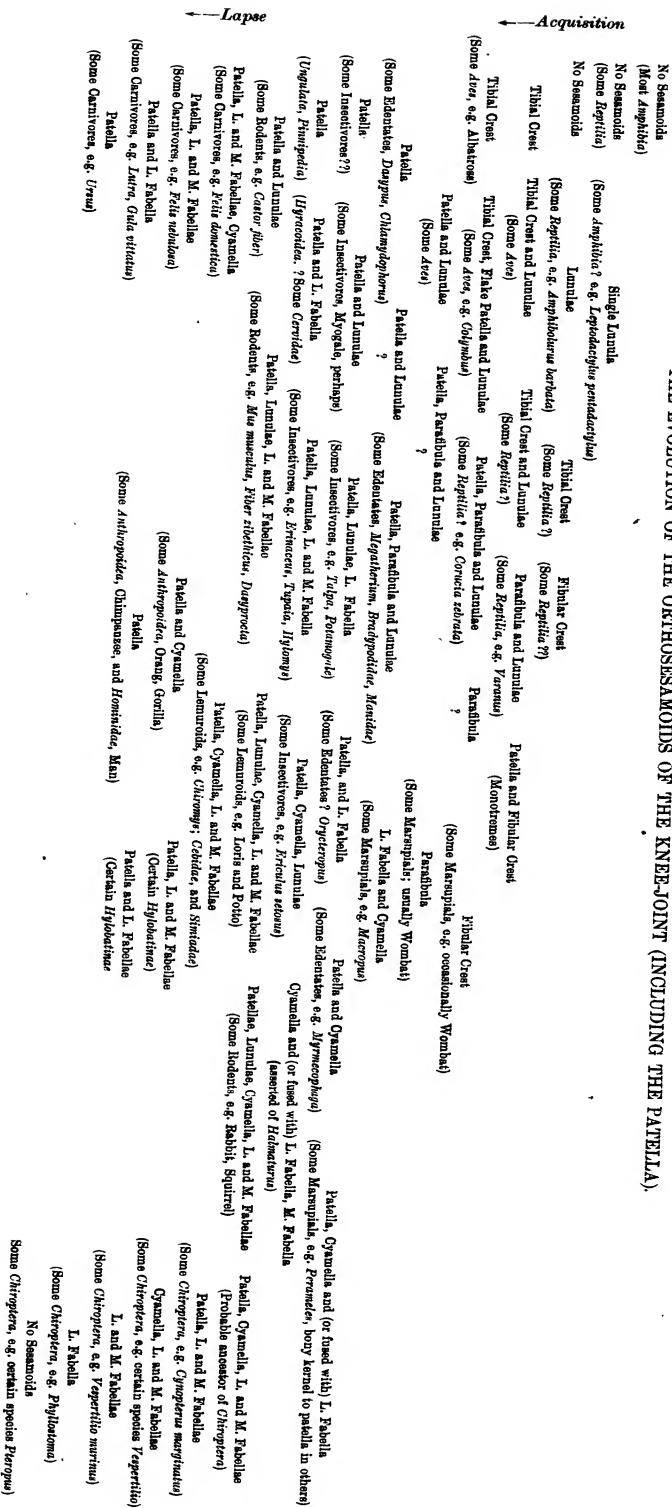 THE EVOLUTION OF THE ORTHOSESAMOIDS OF THE KNEE-JOINT (INCLUDING THE PATELLA).
←Acquisition
←Lapse
No Sesamoids
(Most Amphibia)
No Sesamoids
(Some Reptilia)
No Sesamoids
Single Lunula
(Some Amphibia? e.g. Leptodactylus pentadactylus)
Lunulae
(Some Reptilia, e.g. Amphibolurus barbata)
Tibial Crest
(Some Reptilia?)
Fibular Crest
(Some Reptilia??)
Tibial Crest
Tibial Crest and Lunulae
(Some Aves)
Tibial Crest and Lunulae
(Some Reptilia?)
Parafibula and Lunulae
(Some Reptilia, e.g. Varanus)
Patella and Fibular Crest
(Monotremes)
Tibial Crest
(Some Aves, e.g. Albatross)
Tibial Crest, Flake Patella and Lunulae
(Some Aves, e.g. Colymbus)
Patella, Parafibula and Lunulae
(Some Reptilia? e.g. Corucia zebrata)
Parafibula
?
Fibular Crest
(Some Marsupials, e.g. occasionally Wombat)
Patella and Lunulae
(Some Aves)
Patella, Parafibula and Lunulae
?
Parafibula
(Some Marsupials; usually Wombat)
L. Fabella and Cyamella
(Some Marsupials, e.g. Macropus)
Patella
(Some Edentates, Dasypus, Chlamydophorus)
Patella and Lunulae
?
Patella, Parafibula and Lunulae
(Some Edentates, Megatherium, Bradypodidae, Manidae)
Patella, and L. Fabella
(Some Edentates? Orycteropus)
Patella and Cyamella
(Some Edentates, e.g. Myrmecophaga)
Patella, Cyamella and (or fused with) L. Fabella
(Some Marsupials, e.g. Perameles, bony kernel to patella in others)
Cyamella and (or fused with) L. Fabella, M. Fabella
(asserted of Halmaturus)
Patella
(Some Insectivores??)
Patella and Lunulae
(Some Insectivores, Myogale, perhaps)
Patella, Lunulae, L. Fabella
(Some Insectivores, e.g. Talpa, Potamogale)
Patella, Cyamella, Lunulae
(Some Insectivores, e.g. Ericulus setosus)
Patella
(Ungulata, Pinnipedia)
Patella and L. Fabella
(Hyracoidea. ? Some Cervidae)
Patella, Lunulae, L. and M. Fabella
(Some Insectivores, e.g. Erinaceus, Tupaia, Hylomys)
Patella, Lunulae, Cyamella, L. and M. Fabellae
(Some Lemuroids, e.g. Loris and Potto)
Patellae, Lunulae, Cyamella, L. and M. Fabellae
(Some Rodents, e.g. Rabbit, Squirrel)
Patella, Cyamella, L. and M. Fabellae
(Probable ancestor of Chiroptera)
Patella and Lunulae
(Some Rodents, e.g. Castor fiber)
Patella, Lunulae, L. and M. Fabellae
(Some Rodents, e.g. Mus musculus, Fiber zibethicus, Dasyprocta)
Patella, Cyamella, L. and M. Fabellae
(Some Lemuroids, e.g. Chiromys; Cebidae, and Simiadae)
Patella, L. and M. Fabellae
(Some Chiroptera, e.g. Cynopterus marginatus)
Patella, L. and M. Fabellae, Cyamella
(Some Carnivores, e.g. Felis domestica)
Patella and Cyamella
(Some Anthropoidea, Orang, Gorilla)
Patella, L. and M. Fabellae
(Certain Hylobatinae)
Cyamella, L. and M. Fabellae
(Some Chiroptera, e.g. certain species Vespertilio)
Patella, L. and M. Fabellae
(Some Carnivores, e.g. Felis nebulosa)
Patella
(Some Anthropoidea, Chimpanzee, and Hominidae, Man)
Patella and L. Fabellae
(Certain Hylobatinae
L. and M. Fabellae
(Some Chiroptera, e.g. Vespertilio murinus)
Patella and L. Fabella
(Some Carnivores, e.g. Lutra, Gula vittatus)
L. Fabella
(Some Chiroptera, e.g. Phyllostoma)
Patella
(Some Carnivores, e.g. Ursus)
No Sesamoids
Some Chiroptera, e.g. certain species Pteropus)